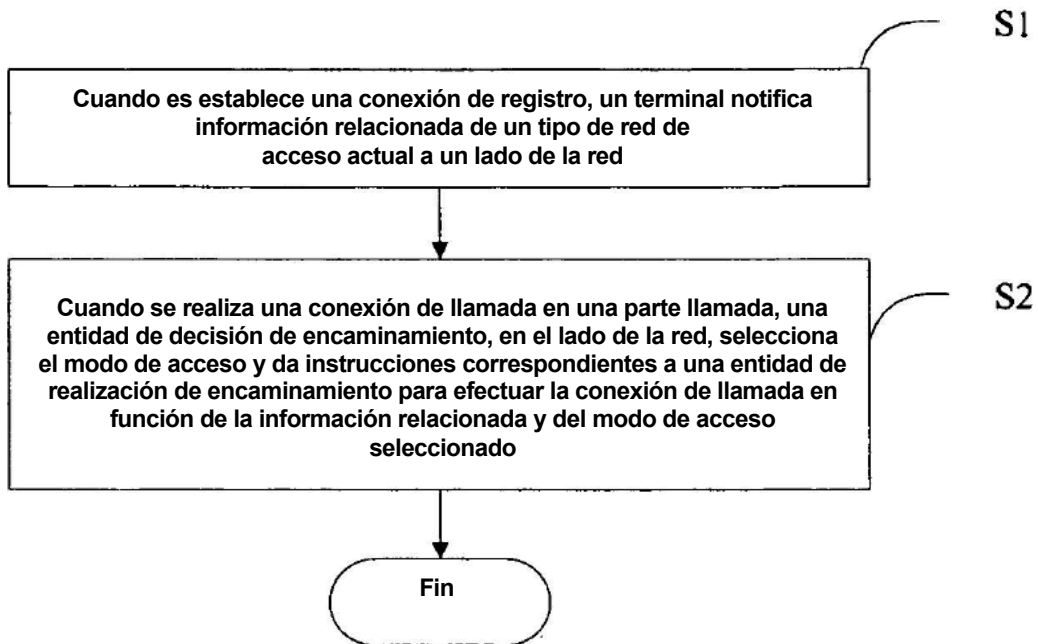 S1
Cuando es establece una conexión de registro, un terminal notifica
información relacionada de un tipo de red de
acceso actual a un lado de la red
S2
Cuando se realiza una conexión de llamada en una parte llamada, una
entidad de decisión de encaminamiento, en el lado de la red, selecciona
el modo de acceso y da instrucciones correspondientes a una entidad de
realización de encaminamiento para efectuar la conexión de llamada en
función de la información relacionada y del modo de acceso
seleccionado
Fin